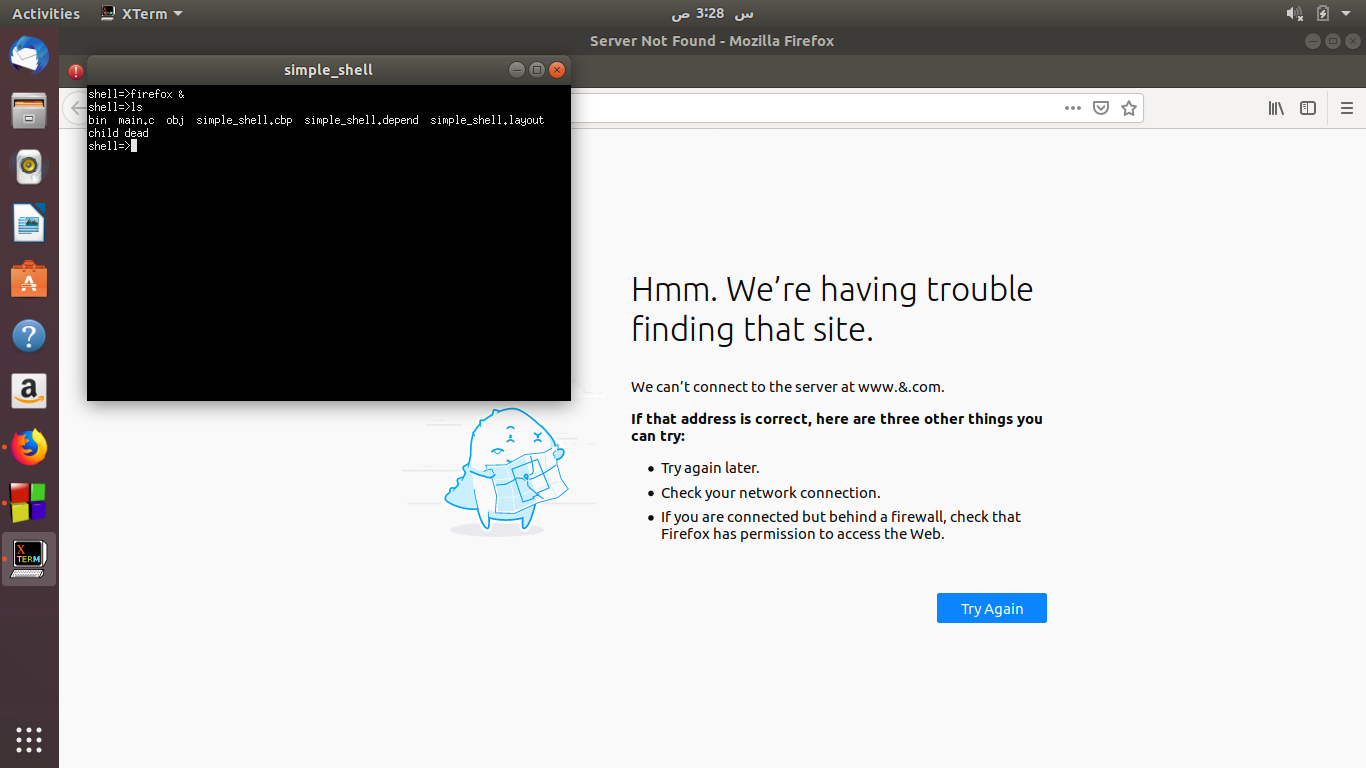 Activities
XTerm
س 3:28 ص
Server Not Found - Mozilla Firefox
simple_shell
shell=>firefox &
shell=>ls
bin main.c obj simple_shell.cbp simple_shell.depend simple_shell.layout
child dead
shell=>
Hmm. We’re having trouble
finding that site.
We can’t connect to the server at www.&.com.
If that address is correct, here are three other things you
can try:
Try again later.
Check your network connection.
If you are connected but behind a firewall, check that
Firefox has permission to access the Web.
Try Again
X
TERM